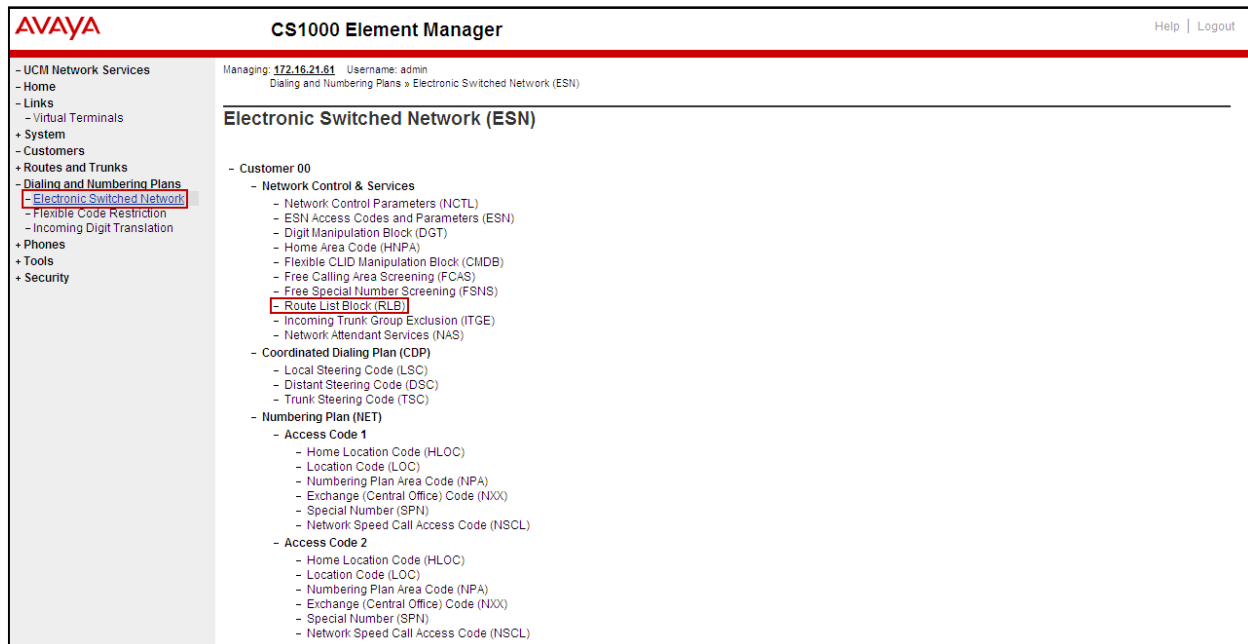 AVAYA
CS1000 Element Manager
Help | Logout
- UCM Network Services
- Home
- Links
- Virtual Terminals
+ System
- Customers
+ Routes and Trunks
- Dialing and Numbering Plans
- Electronic Switched Network
- Flexible Code Restriction
- Incoming Digit Translation
+ Phones
+ Tools
+ Security
Managing: 172.16.21.61 Username: admin
Dialing and Numbering Plans » Electronic Switched Network (ESN)
Electronic Switched Network (ESN)
- Customer 00
- Network Control & Services
- Network Control Parameters (NCTL)
- ESN Access Codes and Parameters (ESN)
- Digit Manipulation Block (DGT)
- Home Area Code (HNPA)
- Flexible CLID Manipulation Block (CMDB)
- Free Calling Area Screening (FCAS)
- Free Special Number Screening (FSNS)
- Route List Block (RLB)
- Incoming Trunk Group Exclusion (ITGE)
- Network Attendant Services (NAS)
- Coordinated Dialing Plan (CDP)
- Local Steering Code (LSC)
- Distant Steering Code (DSC)
- Trunk Steering Code (TSC)
- Numbering Plan (NET)
- Access Code 1
- Home Location Code (HLOC)
- Location Code (LOC)
- Numbering Plan Area Code (NPA)
- Exchange (Central Office) Code (NXX)
- Special Number (SPN)
- Network Speed Call Access Code (NSCL)
- Access Code 2
- Home Location Code (HLOC)
- Location Code (LOC)
- Numbering Plan Area Code (NPA)
- Exchange (Central Office) Code (NXX)
- Special Number (SPN)
- Network Speed Call Access Code (NSCL)